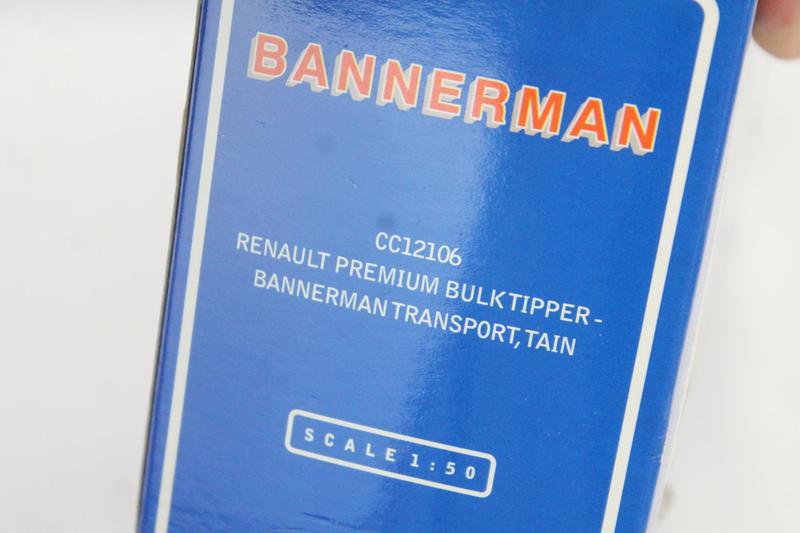 BANNERMAN
CC12106
RENAULT PREMIUM BULKTIPPER -
BANNERMAN TRANSPORT, TAIN
SCALE 1:50